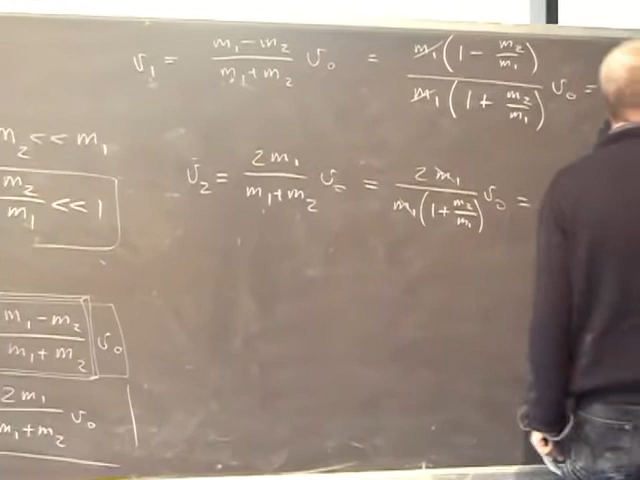 v₁ = (m₁ - m₂)/(m₁ + m₂) v₀ = m₁(1 - m₂/m₁)/m₁(1 + m₂/m₁) v₀ =
m₂ << m₁
v₂ = 2m₁/(m₁ + m₂) v₀ = 2m₁/m₁(1 + m₂/m₁) v₀ =
m₂/m₁ << 1
(m₁ - m₂)/(m₁ + m₂) v₀
2m₁/(m₁ + m₂) v₀